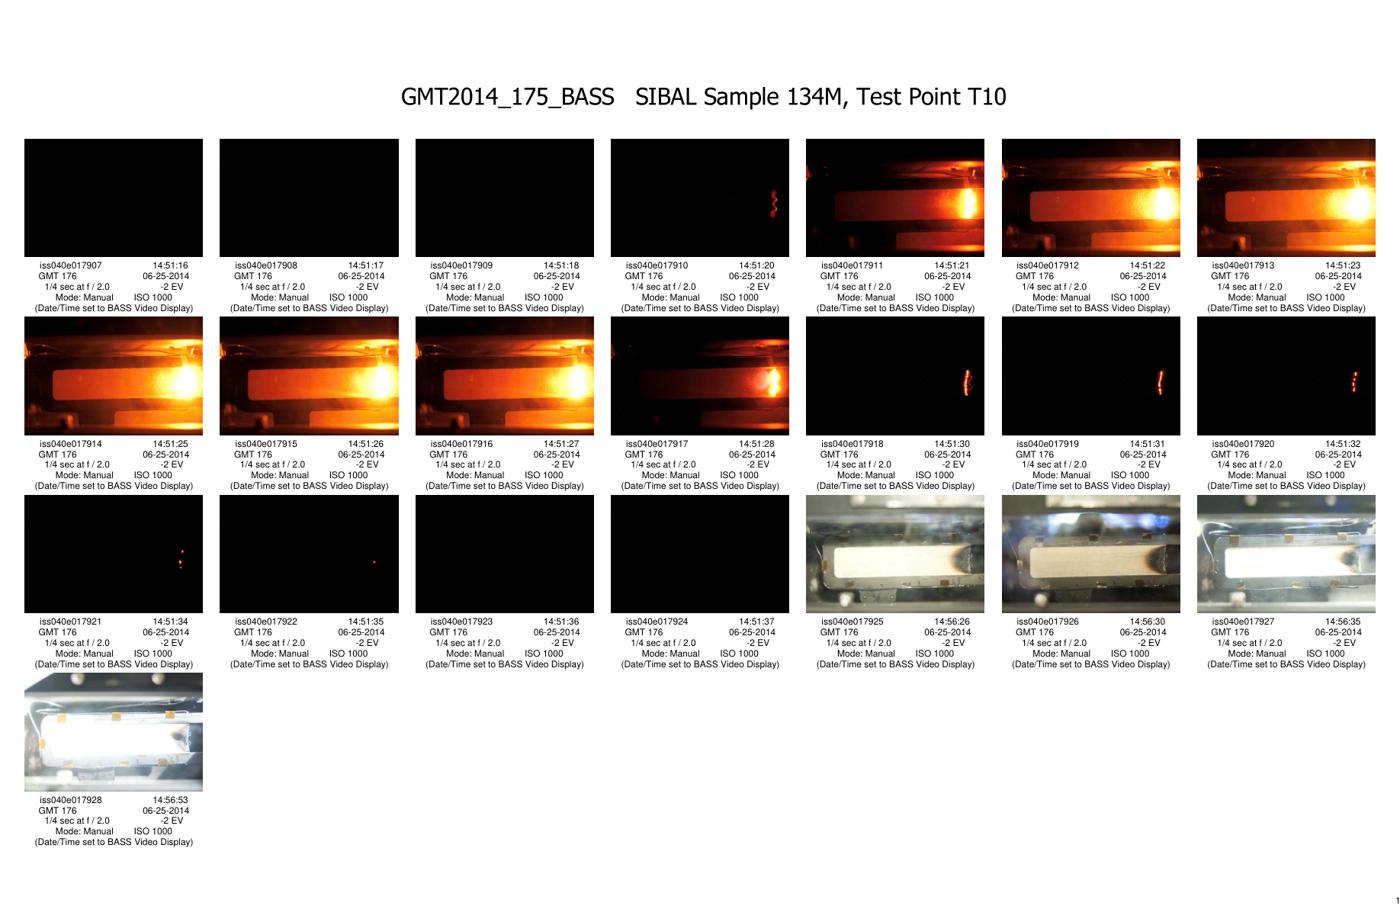 GMT2014_175_BASS SIBAL Sample 134M, Test Point T10
iss040e017907 14:51:16
GMT 176 06-25-2014
1/4 sec at f / 2.0 -2 EV
Mode: Manual ISO 1000
(Date/Time set to BASS Video Display)
iss040e017908 14:51:17
GMT 176 06-25-2014
1/4 sec at f / 2.0 -2 EV
Mode: Manual ISO 1000
(Date/Time set to BASS Video Display)
iss040e017909 14:51:18
GMT 176 06-25-2014
1/4 sec at f / 2.0 -2 EV
Mode: Manual ISO 1000
(Date/Time set to BASS Video Display)
iss040e017910 14:51:20
GMT 176 06-25-2014
1/4 sec at f / 2.0 -2 EV
Mode: Manual ISO 1000
(Date/Time set to BASS Video Display)
iss040e017911 14:51:21
GMT 176 06-25-2014
1/4 sec at f / 2.0 -2 EV
Mode: Manual ISO 1000
(Date/Time set to BASS Video Display)
iss040e017912 14:51:22
GMT 176 06-25-2014
1/4 sec at f / 2.0 -2 EV
Mode: Manual ISO 1000
(Date/Time set to BASS Video Display)
iss040e017913 14:51:23
GMT 176 06-25-2014
1/4 sec at f / 2.0 -2 EV
Mode: Manual ISO 1000
(Date/Time set to BASS Video Display)
iss040e017914 14:51:25
GMT 176 06-25-2014
1/4 sec at f / 2.0 -2 EV
Mode: Manual ISO 1000
(Date/Time set to BASS Video Display)
iss040e017915 14:51:26
GMT 176 06-25-2014
1/4 sec at f / 2.0 -2 EV
Mode: Manual ISO 1000
(Date/Time set to BASS Video Display)
iss040e017916 14:51:27
GMT 176 06-25-2014
1/4 sec at f / 2.0 -2 EV
Mode: Manual ISO 1000
(Date/Time set to BASS Video Display)
iss040e017917 14:51:28
GMT 176 06-25-2014
1/4 sec at f / 2.0 -2 EV
Mode: Manual ISO 1000
(Date/Time set to BASS Video Display)
iss040e017918 14:51:30
GMT 176 06-25-2014
1/4 sec at f / 2.0 -2 EV
Mode: Manual ISO 1000
(Date/Time set to BASS Video Display)
iss040e017919 14:51:31
GMT 176 06-25-2014
1/4 sec at f / 2.0 -2 EV
Mode: Manual ISO 1000
(Date/Time set to BASS Video Display)
iss040e017920 14:51:32
GMT 176 06-25-2014
1/4 sec at f / 2.0 -2 EV
Mode: Manual ISO 1000
(Date/Time set to BASS Video Display)
iss040e017921 14:51:34
GMT 176 06-25-2014
1/4 sec at f / 2.0 -2 EV
Mode: Manual ISO 1000
(Date/Time set to BASS Video Display)
iss040e017922 14:51:35
GMT 176 06-25-2014
1/4 sec at f / 2.0 -2 EV
Mode: Manual ISO 1000
(Date/Time set to BASS Video Display)
iss040e017923 14:51:36
GMT 176 06-25-2014
1/4 sec at f / 2.0 -2 EV
Mode: Manual ISO 1000
(Date/Time set to BASS Video Display)
iss040e017924 14:51:37
GMT 176 06-25-2014
1/4 sec at f / 2.0 -2 EV
Mode: Manual ISO 1000
(Date/Time set to BASS Video Display)
iss040e017925 14:56:26
GMT 176 06-25-2014
1/4 sec at f / 2.0 -2 EV
Mode: Manual ISO 1000
(Date/Time set to BASS Video Display)
iss040e017926 14:56:30
GMT 176 06-25-2014
1/4 sec at f / 2.0 -2 EV
Mode: Manual ISO 1000
(Date/Time set to BASS Video Display)
iss040e017927 14:56:35
GMT 176 06-25-2014
1/4 sec at f / 2.0 -2 EV
Mode: Manual ISO 1000
(Date/Time set to BASS Video Display)
iss040e017928 14:56:53
GMT 176 06-25-2014
1/4 sec at f / 2.0 -2 EV
Mode: Manual ISO 1000
(Date/Time set to BASS Video Display)